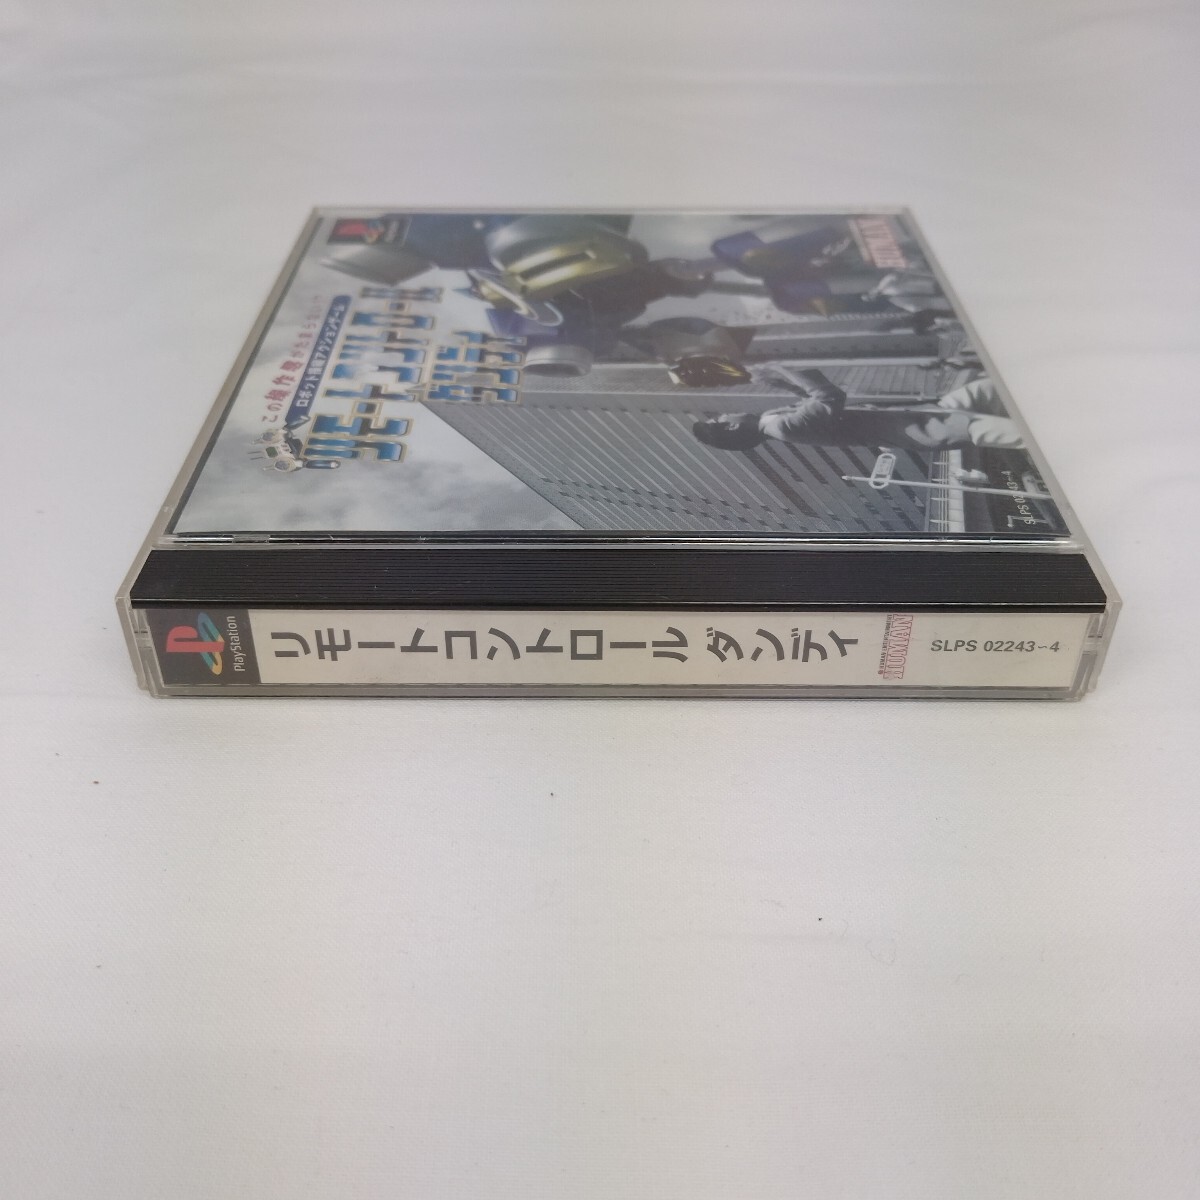 HUMAN
この操作感がたまらない!?
ロボット操縦アクションゲーム
リモートコントロール
ダンディ
SLPS 02243~4
PlayStation
リモートコントロール ダンディ
HUMAN ENTERTAINMENT
HUMAN
SLPS 02243~4